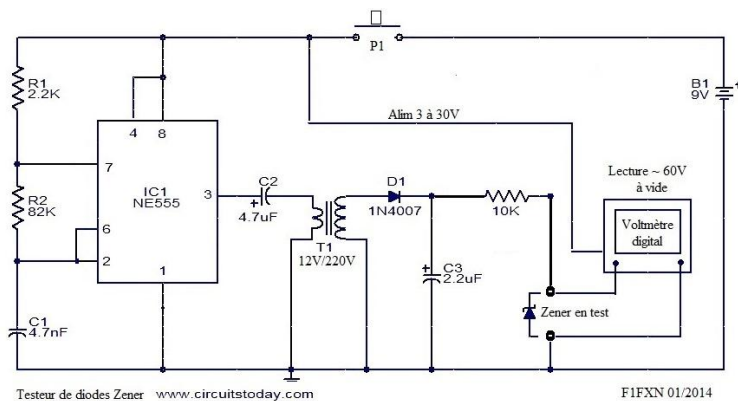 P1
R1
2.2K
B1
9V
+
4
8
Alim 3 à 30V
7
Lecture ~ 60V
à vide
IC1
NE555
3
C2
+
4.7uF
D1
1N4007
R2
82K
10K
Voltmètre
digital
6
T1
12V/220V
2
+
C3
2.2uF
1
Zener en test
C1
4.7nF
Testeur de diodes Zener www.circuitstoday.com
F1FXN 01/2014